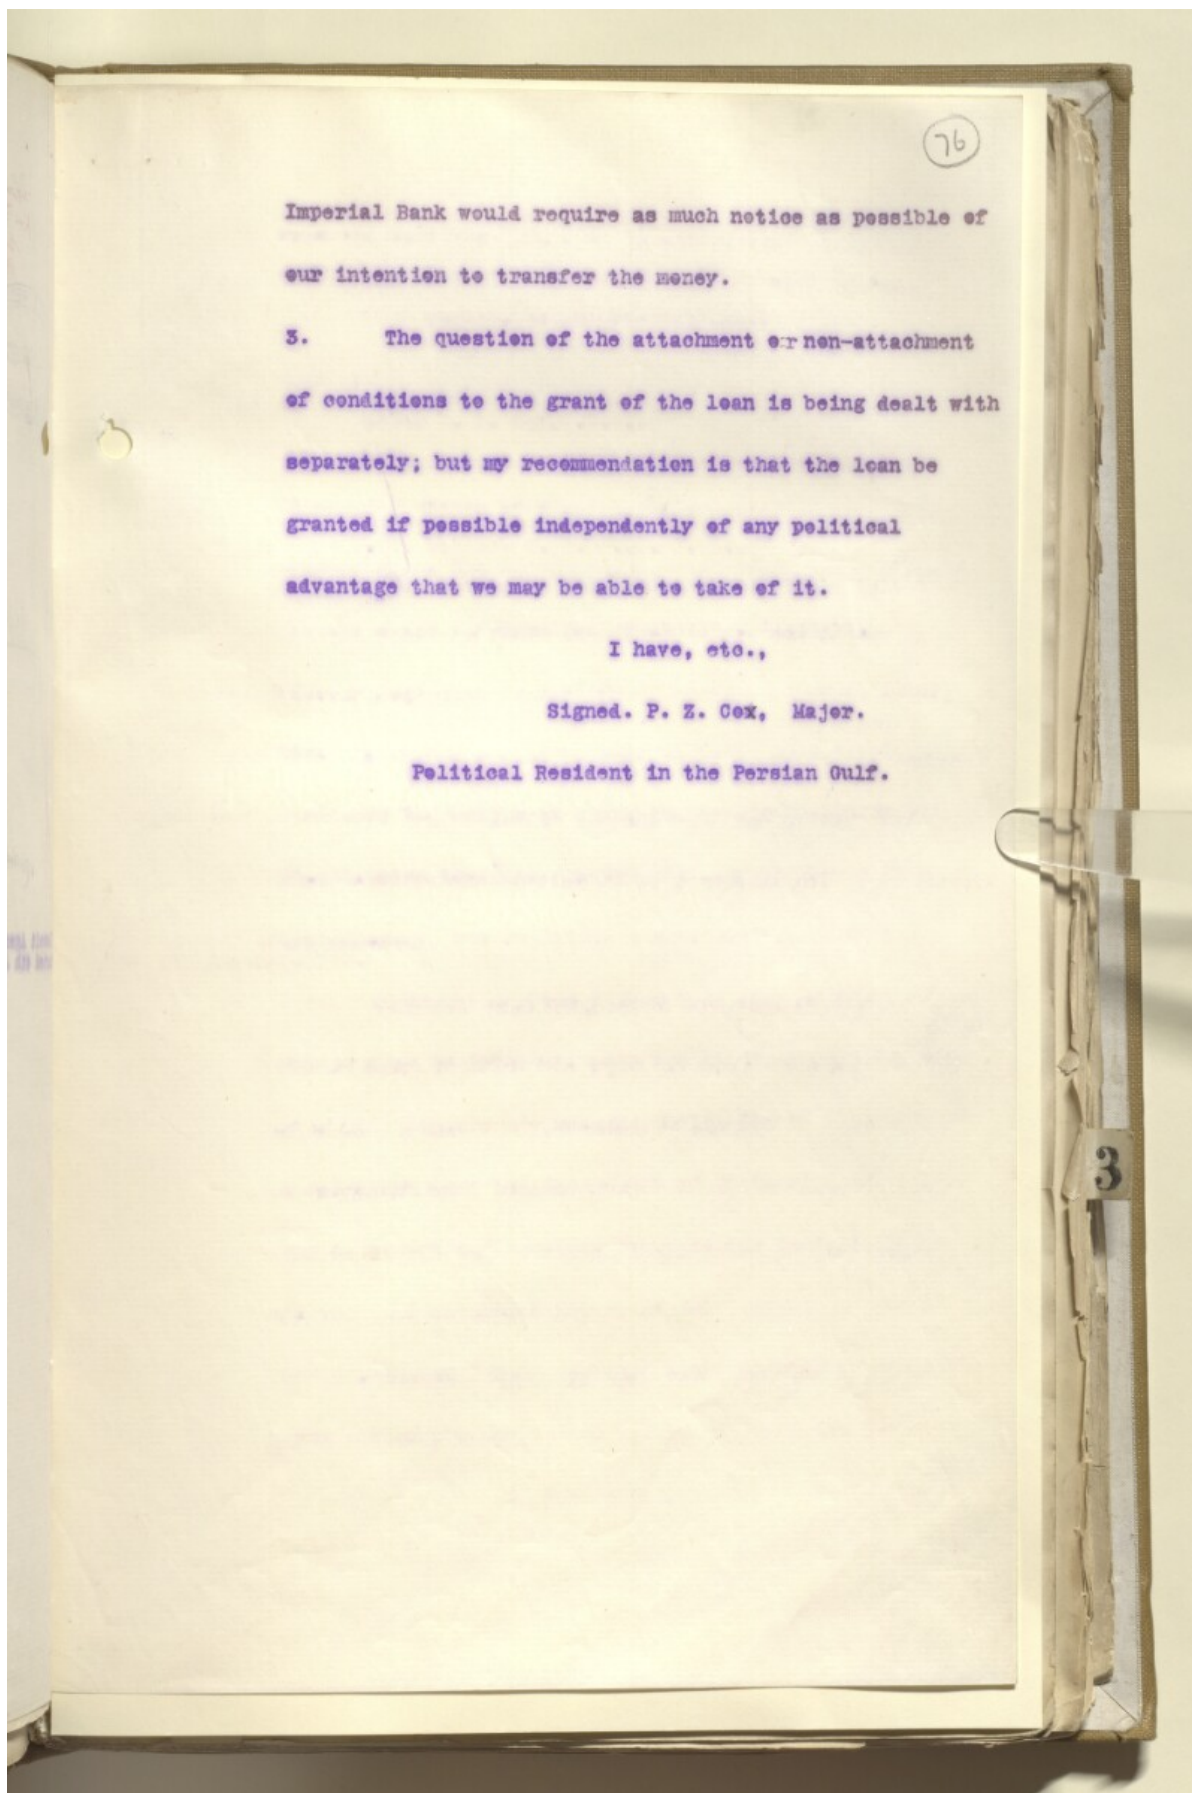 76
Imperial Bank would require as much notice as possible of
our intention to transfer the money.
3. The question of the attachment or non-attachment
of conditions to the grant of the loan is being dealt with
separately; but my recommendation is that the loan be
granted if possible independently of any political
advantage that we may be able to take of it.
I have, etc.,
Signed. P. Z. Cox, Major.
Political Resident in the Persian Gulf.
3